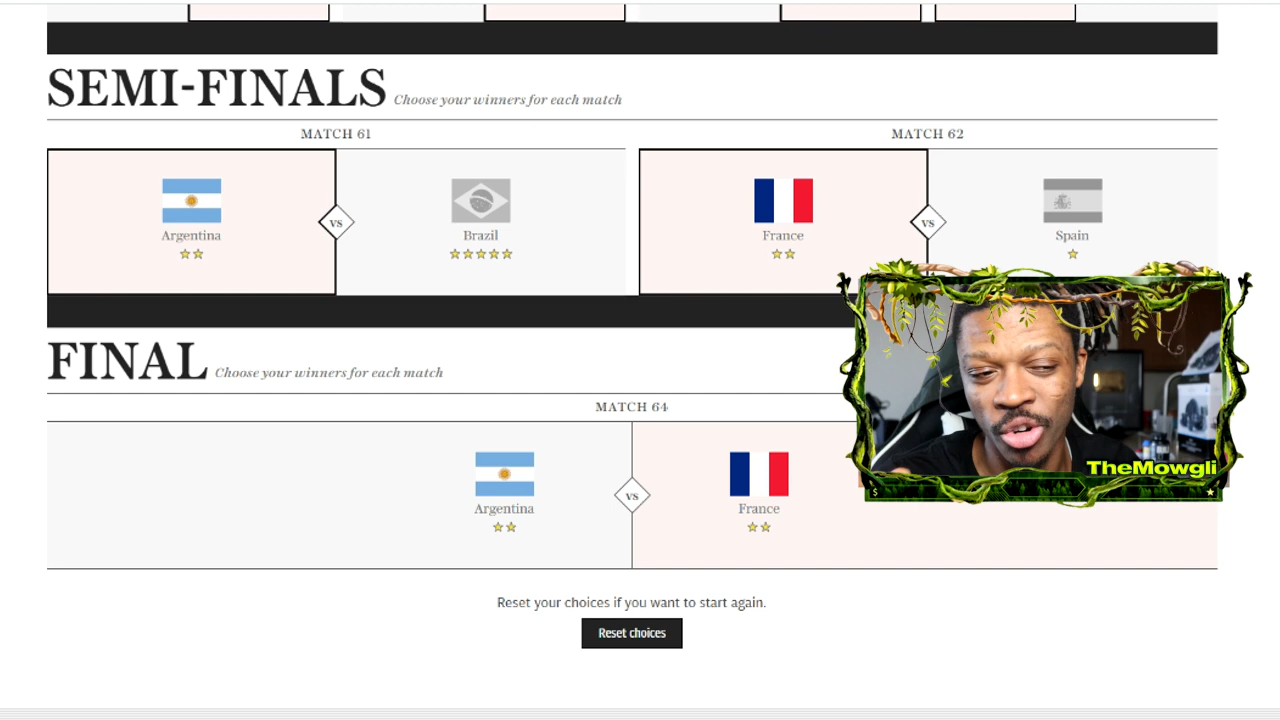 SEMI-FINALS Choose your winners for each match
MATCH 61
MATCH 62
Argentina
vs
Brazil
France
vs
Spain
FINAL Choose your winners for each match
MATCH 64
Argentina
vs
France
TheMowgli
$
Reset your choices if you want to start again.
Reset choices